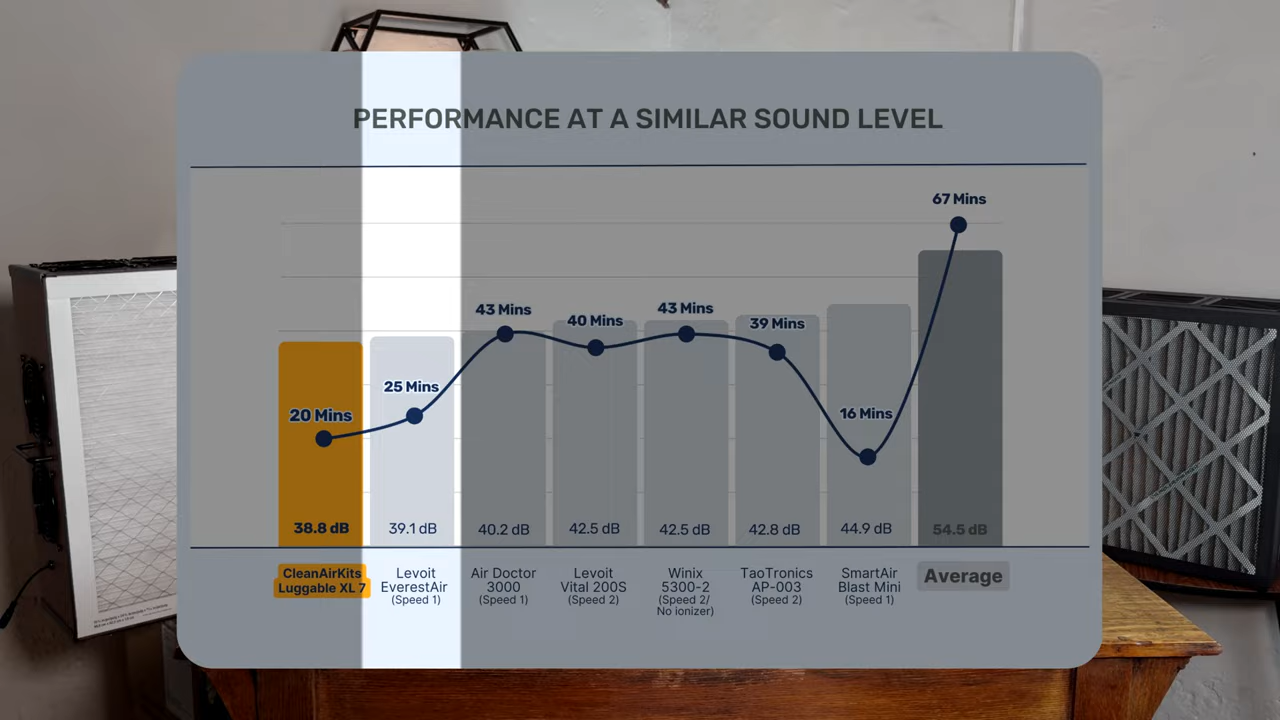 PERFORMANCE AT A SIMILAR SOUND LEVEL
67 Mins
43 Mins
40 Mins
43 Mins
39 Mins
25 Mins
20 Mins
16 Mins
38.8 dB
39.1 dB
40.2 dB
42.5 dB
42.5 dB
42.8 dB
44.9 dB
54.5 dB
CleanAirKits
Luggable XL 7
Levoit
EverestAir
(Speed 1)
Air Doctor
3000
(Speed 1)
Levoit
Vital 200S
(Speed 2)
Winix
5300-2
(Speed 2/
No ionizer)
TaoTronics
AP-003
(Speed 2)
SmartAir
Blast Mini
(Speed 1)
Average